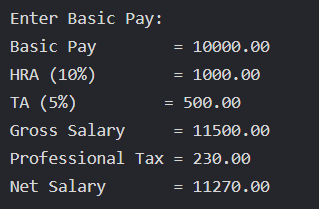 Enter Basic Pay:
Basic Pay        = 10000.00
HRA (10%)        = 1000.00
TA (5%)         = 500.00
Gross Salary     = 11500.00
Professional Tax = 230.00
Net Salary       = 11270.00